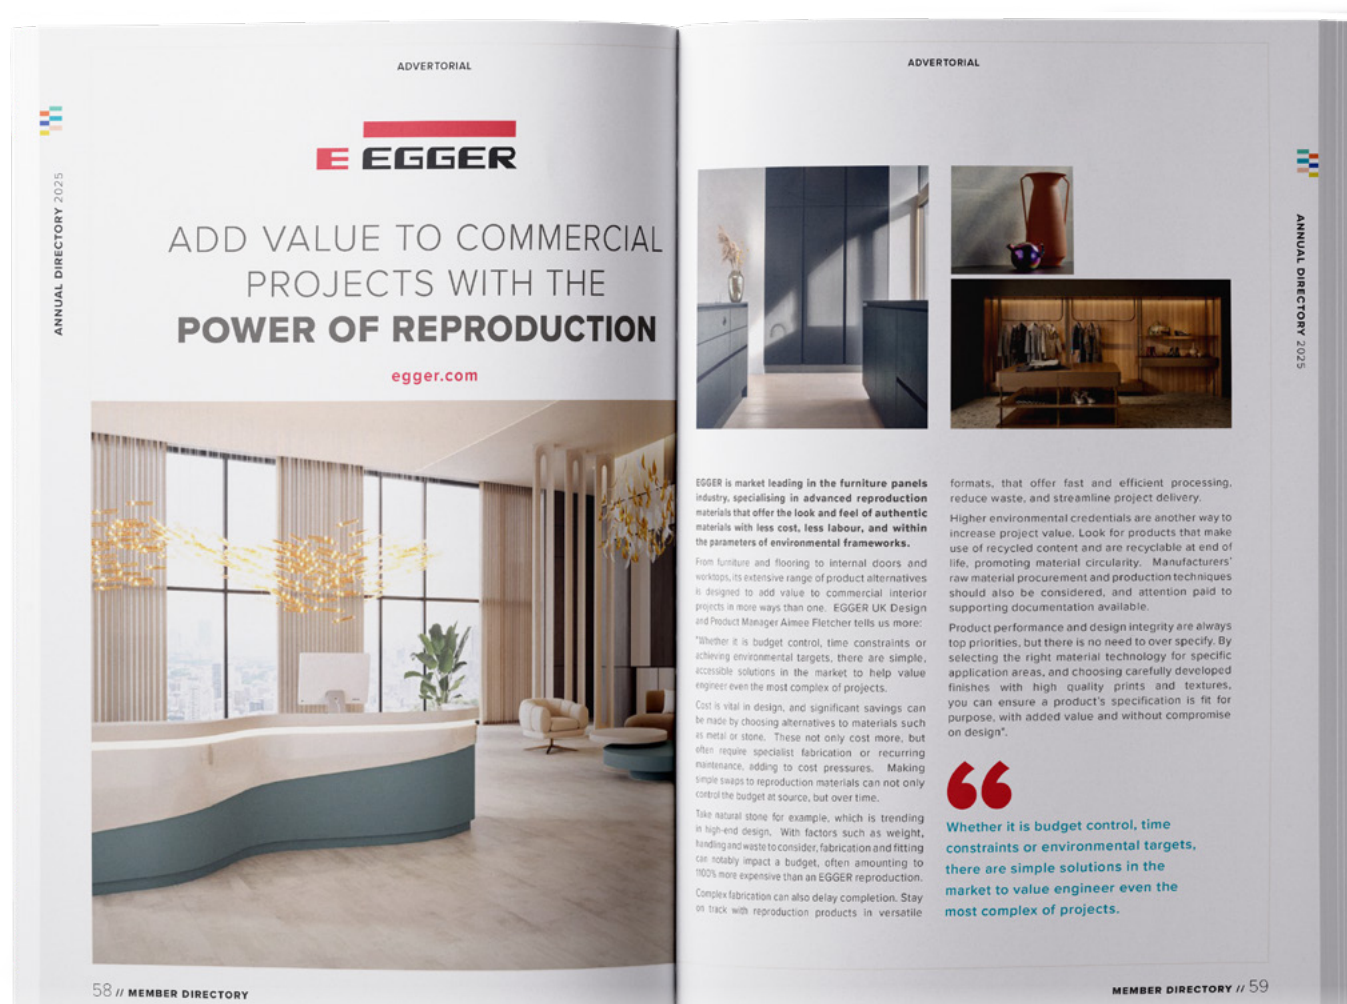 ADVERTORIAL
E EGGER
ADD VALUE TO COMMERCIAL
PROJECTS WITH THE
POWER OF REPRODUCTION
egger.com
ANNUAL DIRECTORY 2025
58 // MEMBER DIRECTORY
ADVERTORIAL
EGGER is market leading in the furniture panels
industry, specialising in advanced reproduction
materials that offer the look and feel of authentic
materials with less cost, less labour, and within
the parameters of environmental frameworks.
From furniture and flooring to internal doors and
worktops, its extensive range of product alternatives
is designed to add value to commercial interior
projects in more ways than one. EGGER UK Design
and Product Manager Aimee Fletcher tells us more:
"Whether it is budget control, time constraints or
achieving environmental targets, there are simple,
accessible solutions in the market to help value
engineer even the most complex of projects.
Cost is vital in design, and significant savings can
be made by choosing alternatives to materials such
as metal or stone. These not only cost more, but
often require specialist fabrication or recurring
maintenance, adding to cost pressures. Making
simple swaps to reproduction materials can not only
control the budget at source, but over time.
Take natural stone for example, which is trending
in high-end design. With factors such as weight,
handling and waste to consider, fabrication and fitting
can notably impact a budget, often amounting to
1100% more expensive than an EGGER reproduction.
Complex fabrication can also delay completion. Stay
on track with reproduction products in versatile
formats, that offer fast and efficient processing,
reduce waste, and streamline project delivery.
Higher environmental credentials are another way to
increase project value. Look for products that make
use of recycled content and are recyclable at end of
life, promoting material circularity. Manufacturers'
raw material procurement and production techniques
should also be considered, and attention paid to
supporting documentation available.
Product performance and design integrity are always
top priorities, but there is no need to over specify. By
selecting the right material technology for specific
application areas, and choosing carefully developed
finishes with high quality prints and textures,
you can ensure a product's specification is fit for
purpose, with added value and without compromise
on design".
“
Whether it is budget control, time
constraints or environmental targets,
there are simple solutions in the
market to value engineer even the
most complex of projects.
ANNUAL DIRECTORY 2025
MEMBER DIRECTORY // 59